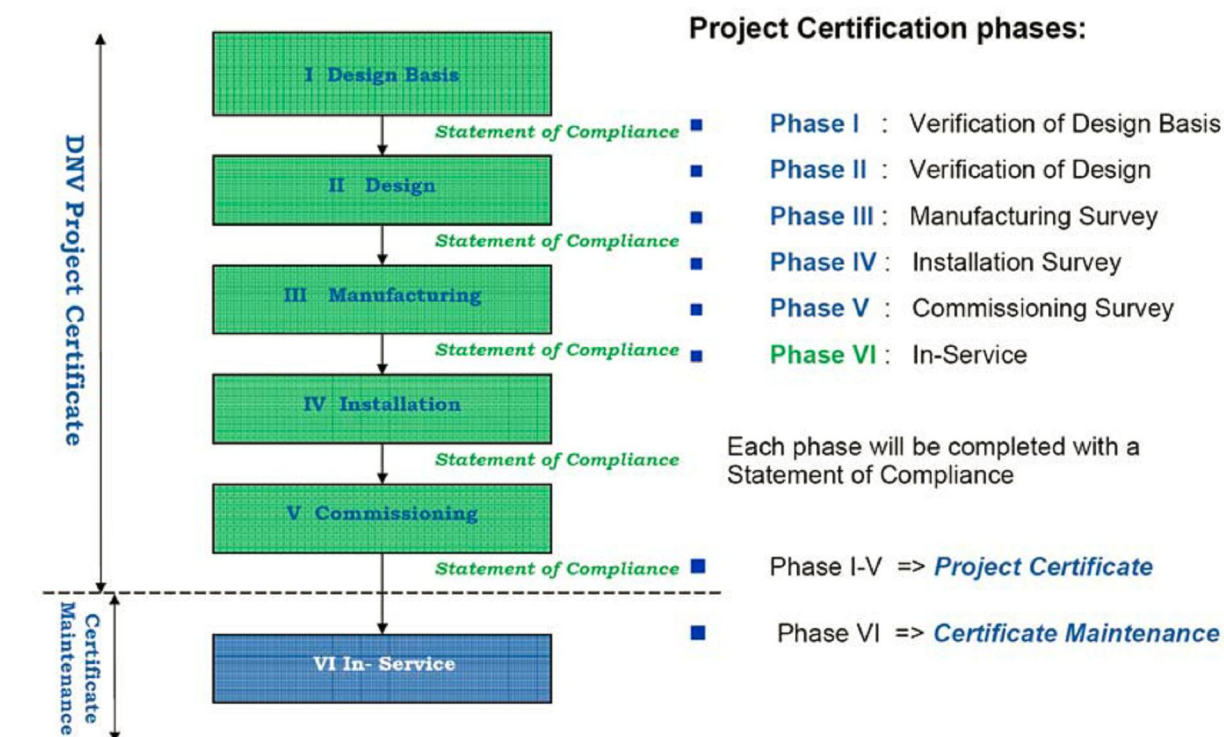 Project Certification phases:
DNV Project Certificate
I Design Basis
Statement of Compliance
II Design
Statement of Compliance
III Manufacturing
Statement of Compliance
IV Installation
Statement of Compliance
V Commissioning
Statement of Compliance
Certificate
Maintenance
VI In- Service
Phase I : Verification of Design Basis
Phase II : Verification of Design
Phase III : Manufacturing Survey
Phase IV : Installation Survey
Phase V : Commissioning Survey
Phase VI : In-Service
Each phase will be completed with a
Statement of Compliance
Phase I-V => Project Certificate
Phase VI => Certificate Maintenance